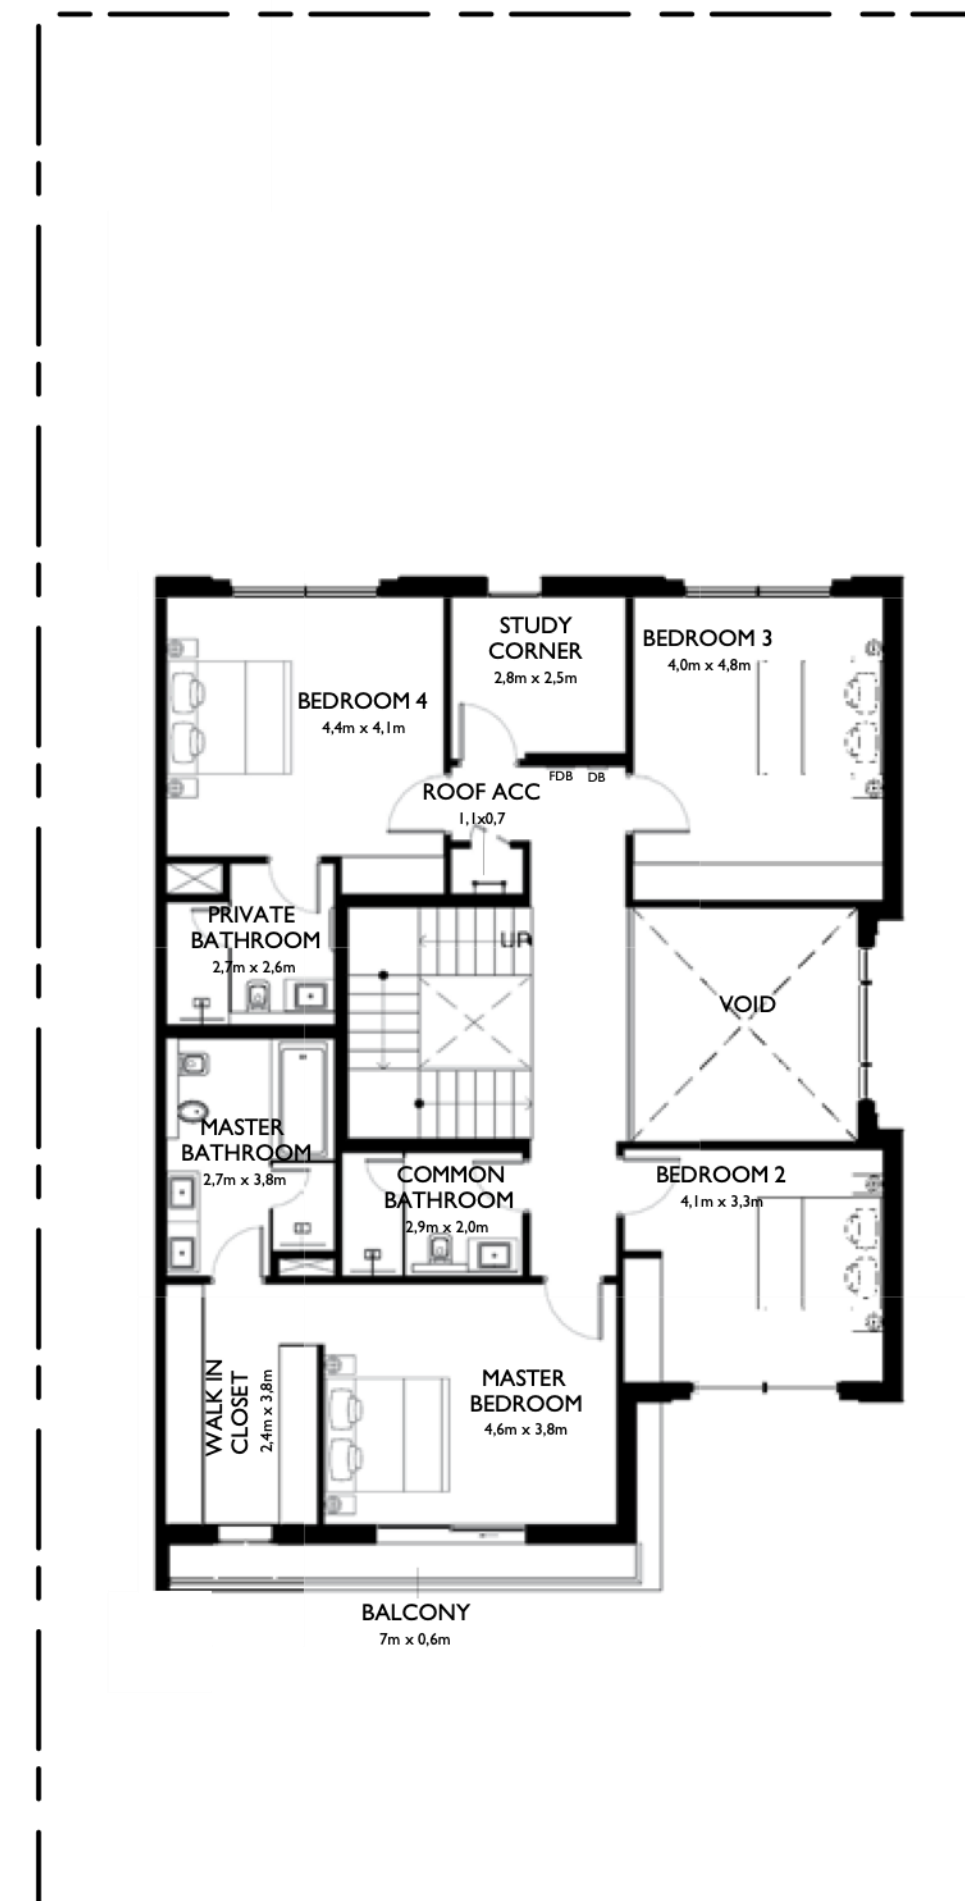 STUDY
CORNER
2,8m x 2,5m
BEDROOM 3
4,0m x 4,8m
BEDROOM 4
4,4m x 4,1m
FDB
DB
ROOF ACC
1,1x0,7
PRIVATE
BATHROOM
2,7m x 2,6m
UP
VOID
MASTER
BATHROOM
2,7m x 3,8m
COMMON
BATHROOM
2,9m x 2,0m
BEDROOM 2
4,1m x 3,3m
WALK IN
CLOSET
2,4m x 3,8m
MASTER
BEDROOM
4,6m x 3,8m
BALCONY
7m x 0,6m